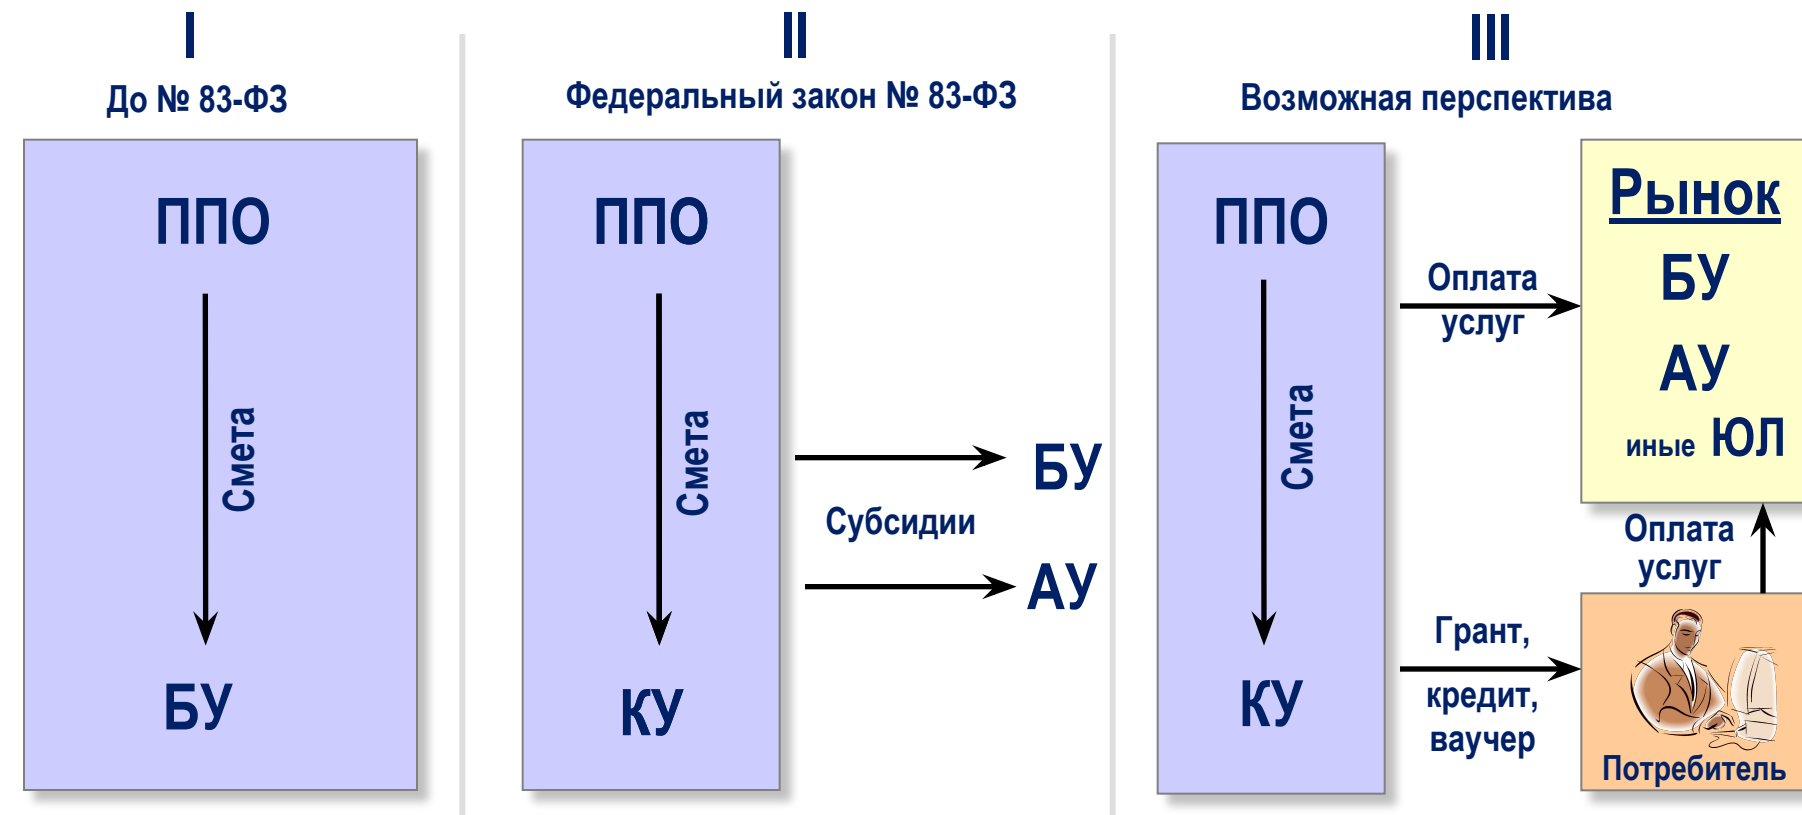 I
До № 83-ФЗ
ППО
Смета
БУ
II
Федеральный закон № 83-ФЗ
ППО
Смета
КУ
БУ
Субсидии
АУ
III
Возможная перспектива
ППО
Смета
КУ
Оплата
услуг
Рынок
БУ
АУ
иные ЮЛ
Оплата
услуг
Грант,
кредит,
ваучер
Потребитель